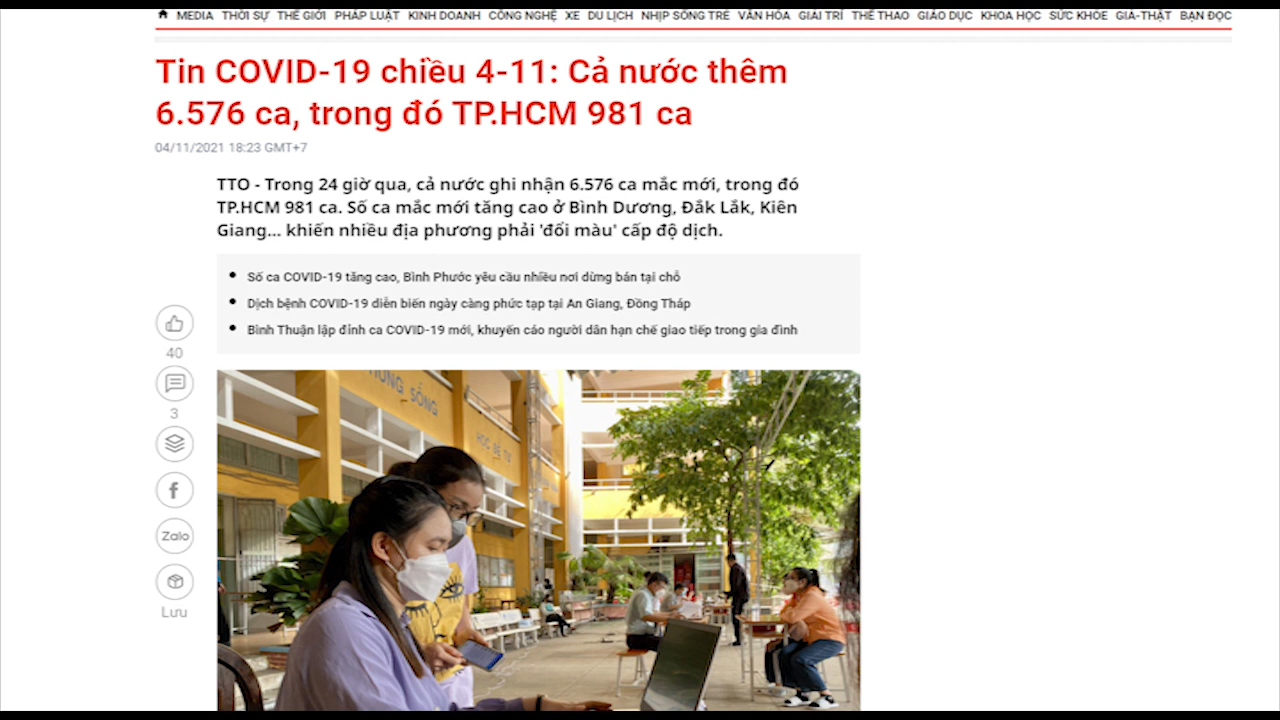 MEDIA THỜI SỰ THẾ GIỚI PHÁP LUẬT KINH DOANH CÔNG NGHỆ XE DU LỊCH NHỊP SỐNG TRẺ VĂN HÓA GIẢI TRÍ THỂ THAO GIÁO DỤC KHOA HỌC SỨC KHỎE GIẢ-THẬT BẠN ĐỌC
Tin COVID-19 chiều 4-11: Cả nước thêm
6.576 ca, trong đó TP.HCM 981 ca
04/11/2021 18:23 GMT+7
TTO - Trong 24 giờ qua, cả nước ghi nhận 6.576 ca mắc mới, trong đó
TP.HCM 981 ca. Số ca mắc mới tăng cao ở Bình Dương, Đắk Lắk, Kiên
Giang... khiến nhiều địa phương phải 'đổi màu' cấp độ dịch.
Số ca COVID-19 tăng cao, Bình Phước yêu cầu nhiều nơi dừng bán tại chỗ
Dịch bệnh COVID-19 diễn biến ngày càng phức tạp tại An Giang, Đồng Tháp
Bình Thuận lập đỉnh ca COVID-19 mới, khuyến cáo người dân hạn chế giao tiếp trong gia đình
40
3
f
Zalo
Lưu
CHUNG SỐNG
HỌC ĐỂ TỰ